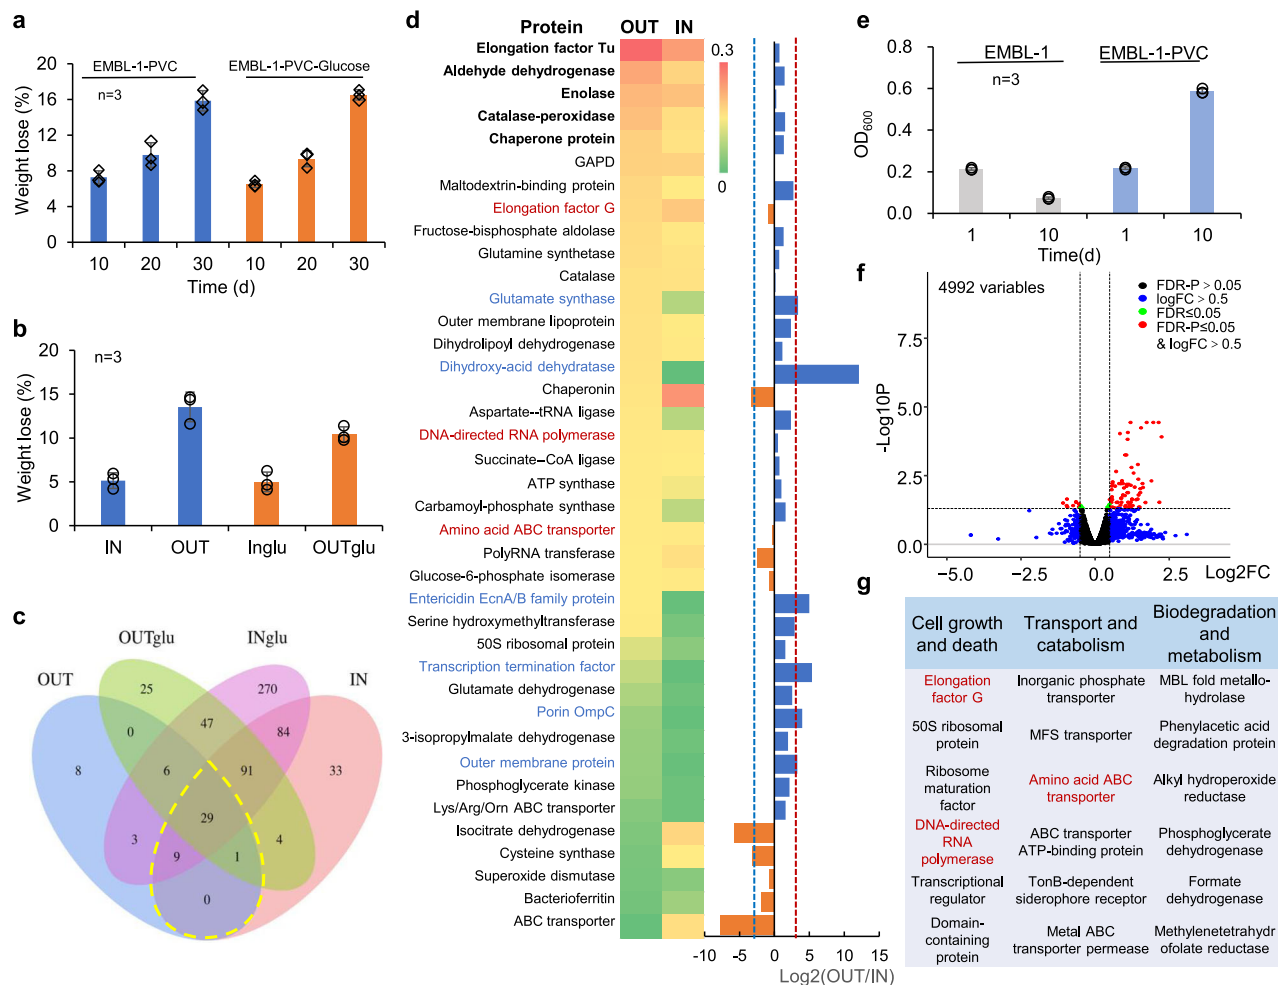 a
20
16
12
8
4
0
Weight lose (%)
EMBL-1-PVC
EMBL-1-PVC-Glucose
n=3
10
20
30
10
20
30
Time (d)
b
20
15
10
5
0
Weight lose (%)
n=3
IN
OUT
Inglu
OUTglu
c
OUTglu
INglu
OUT
IN
25
270
0
47
84
8
6
91
33
29
3
4
9
1
0
d
Protein
OUT
IN
Elongation factor Tu
Aldehyde dehydrogenase
Enolase
Catalase-peroxidase
Chaperone protein
GAPD
Maltodextrin-binding protein
Elongation factor G
Fructose-bisphosphate aldolase
Glutamine synthetase
Catalase
Glutamate synthase
Outer membrane lipoprotein
Dihydrolipoyl dehydrogenase
Dihydroxy-acid dehydratase
Chaperonin
Aspartate--tRNA ligase
DNA-directed RNA polymerase
Succinate--CoA ligase
ATP synthase
Carbamoyl-phosphate synthase
Amino acid ABC transporter
PolyRNA transferase
Glucose-6-phosphate isomerase
Entericidin EcnA/B family protein
Serine hydroxymethyltransferase
50S ribosomal protein
Transcription termination factor
Glutamate dehydrogenase
Porin OmpC
3-isopropylmalate dehydrogenase
Outer membrane protein
Phosphoglycerate kinase
Lys/Arg/Orn ABC transporter
Isocitrate dehydrogenase
Cysteine synthase
Superoxide dismutase
Bacterioferritin
ABC transporter
0.3
0
-10
-5
0
5
10
15
Log2(OUT/IN)
e
0.8
0.6
0.4
0.2
0.0
OD600
EMBL-1
EMBL-1-PVC
n=3
1
10
1
10
Time(d)
f
4992 variables
FDR-P > 0.05
logFC > 0.5
FDR≤0.05
FDR-P≤0.05
& logFC > 0.5
7.5
5.0
2.5
0.0
-Log10P
-5.0
-2.5
0.0
2.5
Log2FC
g
Cell growth
and death
Transport and
catabolism
Biodegradation
and
metabolism
Elongation
factor G
Inorganic phosphate
transporter
MBL fold metallo-
hydrolase
50S ribosomal
protein
MFS transporter
Phenylacetic acid
degradation protein
Ribosome
maturation
factor
Amino acid ABC
transporter
Alkyl hydroperoxide
reductase
DNA-directed
RNA
polymerase
ABC transporter
ATP-binding protein
Phosphoglycerate
dehydrogenase
Transcriptional
regulator
TonB-dependent
siderophore receptor
Formate
dehydrogenase
Domain-
containing
protein
Metal ABC
transporter permease
Methylenetetrahydr
ofolate reductase